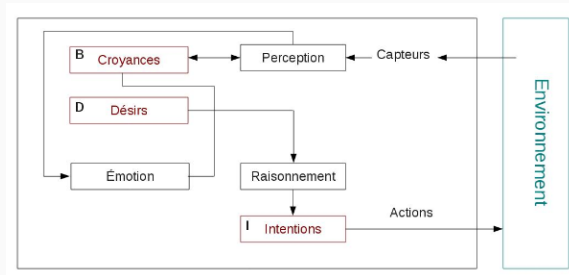 B Croyances
Perception
Capteurs
D Désirs
Émotion
Raisonnement
I Intentions
Actions
Environnement